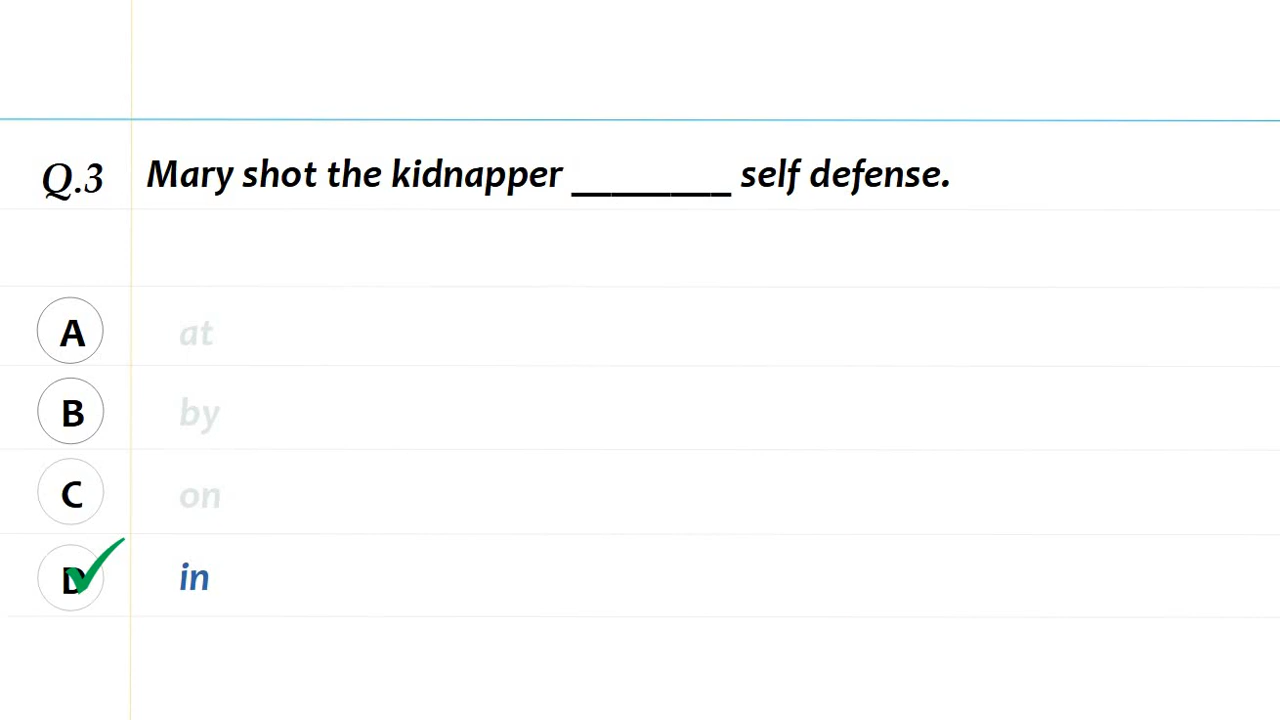 Q.3 Mary shot the kidnapper ________ self defense.
A at
B by
C on
D in